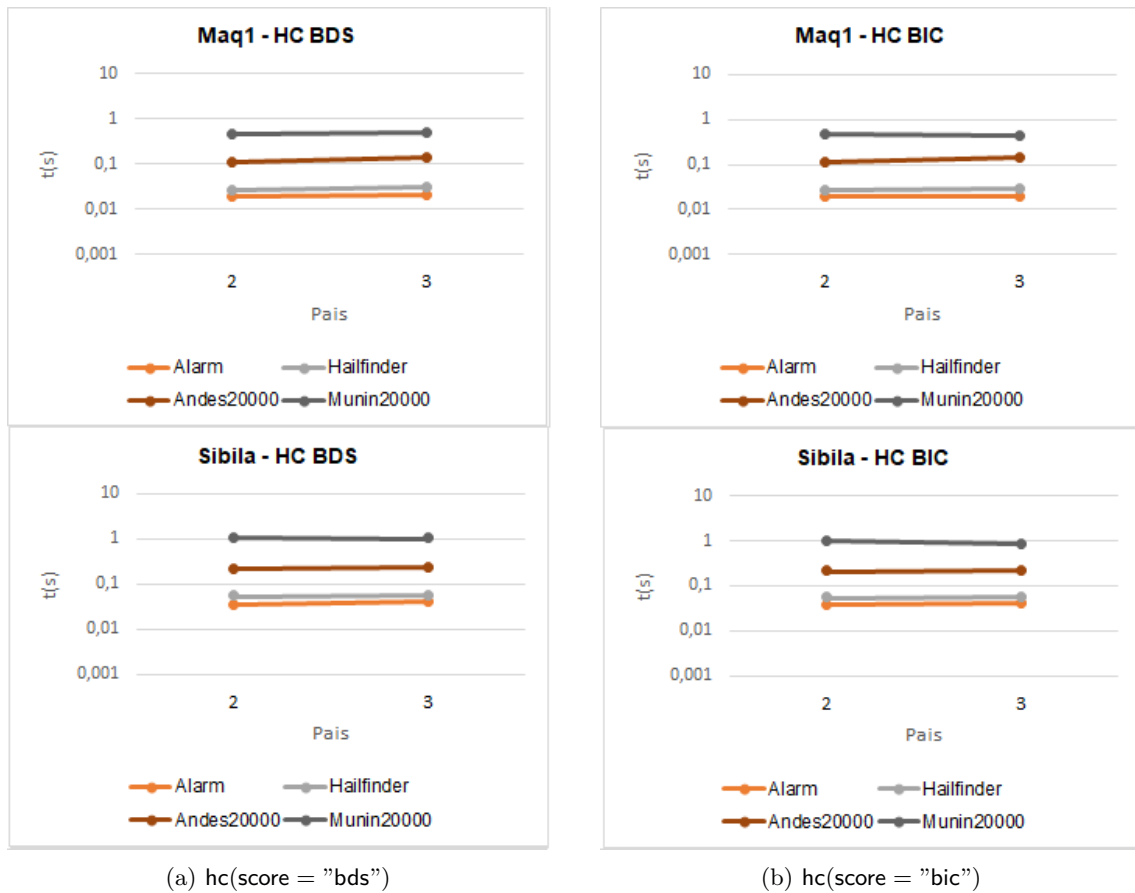 Maq1 - HC BDS
10
1
0,1
0,01
0,001
t(s)
2 3
Pais
Alarm Hailfinder
Andes20000 Munin20000
Maq1 - HC BIC
10
1
0,1
0,01
0,001
t(s)
2 3
Pais
Alarm Hailfinder
Andes20000 Munin20000
Sibila - HC BDS
10
1
0,1
0,01
0,001
t(s)
2 3
Pais
Alarm Hailfinder
Andes20000 Munin20000
Sibila - HC BIC
10
1
0,1
0,01
0,001
t(s)
2 3
Pais
Alarm Hailfinder
Andes20000 Munin20000
(a) hc(score = ”bds”)
(b) hc(score = ”bic”)